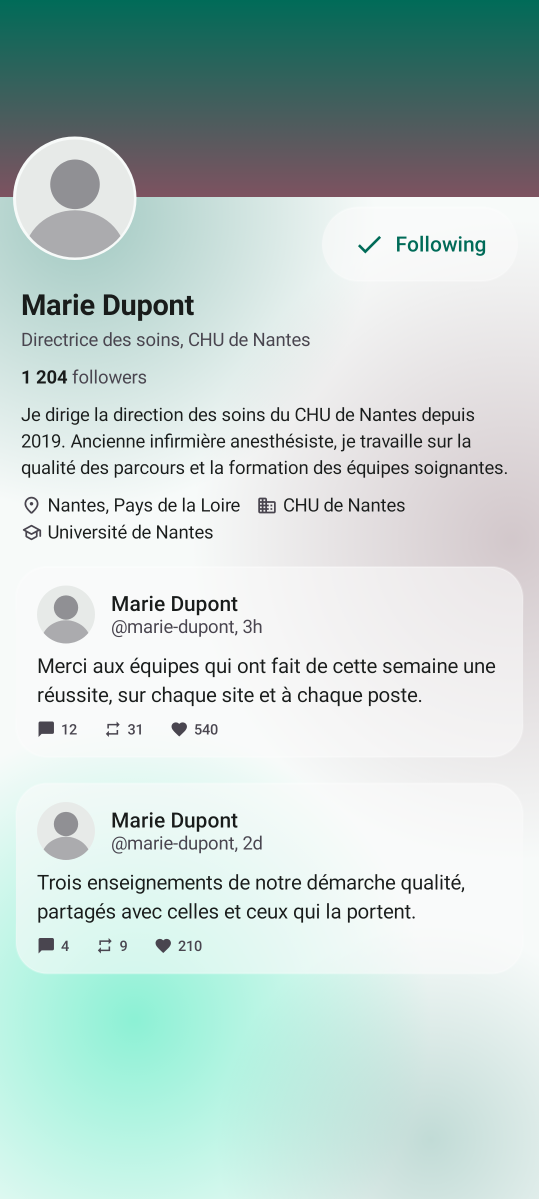 Following
Marie Dupont
Directrice des soins, CHU de Nantes
1 204 followers
Je dirige la direction des soins du CHU de Nantes depuis
2019. Ancienne infirmière anesthésiste, je travaille sur la
qualité des parcours et la formation des équipes soignantes.
Nantes, Pays de la Loire CHU de Nantes
Université de Nantes
Marie Dupont
@marie-dupont, 3h
Merci aux équipes qui ont fait de cette semaine une
réussite, sur chaque site et à chaque poste.
12 31 540
Marie Dupont
@marie-dupont, 2d
Trois enseignements de notre démarche qualité,
partagés avec celles et ceux qui la portent.
4 9 210